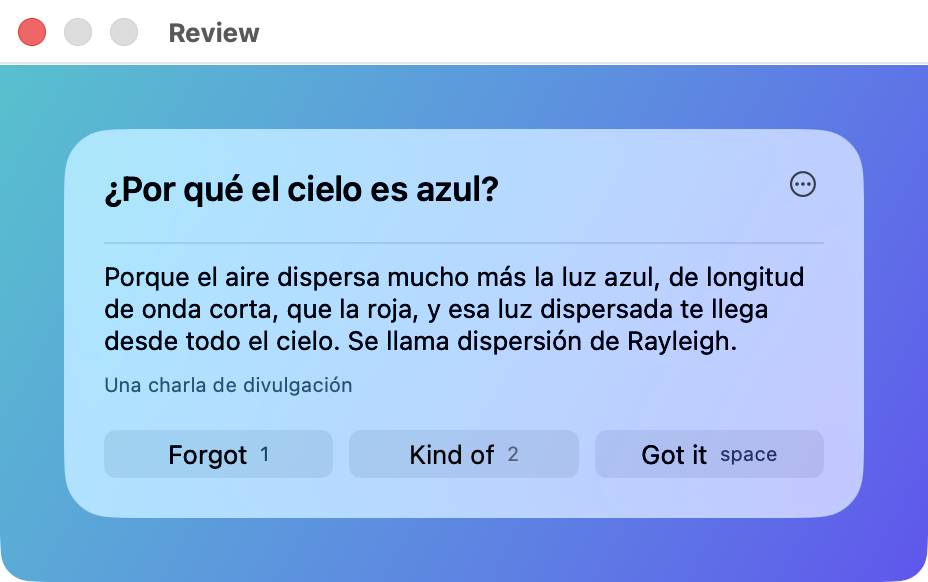 Review
¿Por qué el cielo es azul?
Porque el aire dispersa mucho más la luz azul, de longitud
de onda corta, que la roja, y esa luz dispersada te llega
desde todo el cielo. Se llama dispersión de Rayleigh.
Una charla de divulgación
Forgot 1 Kind of 2 Got it space